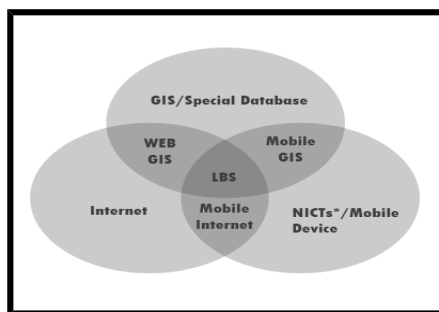 GIS/Special Database
WEB
GIS
Mobile
GIS
LBS
Internet
Mobile
Internet
NICTs*/Mobile
Device